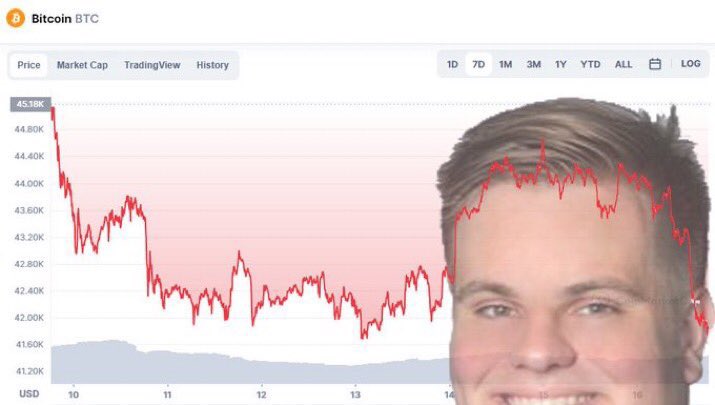 Bitcoin BTC
Price Market Cap TradingView History 1D 7D 1M 3M 1Y YTD ALL LOG
45.18K
44.80K
44.40K
44.00K
43.60K
43.20K
42.80K
42.40K
42.00K
41.60K
41.20K
USD 10 11 12 13 14 15 16